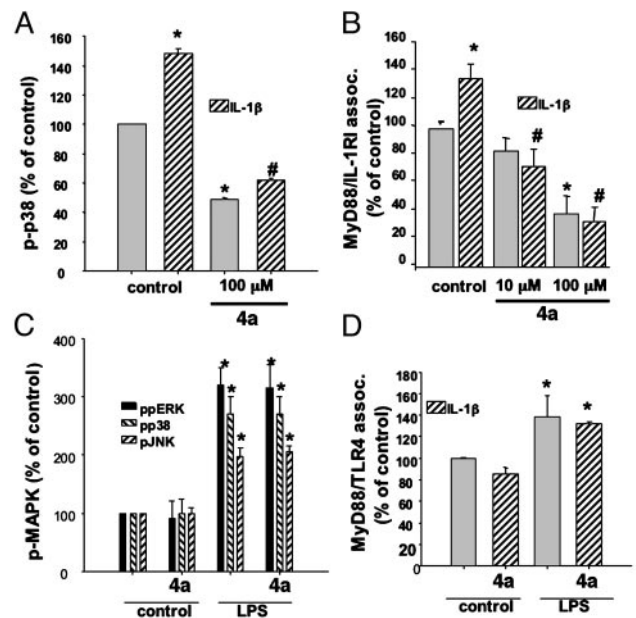 A
p-p38 (% of control)
160
140
120
100
80
60
40
20
0
*
IL-1β
*
#
control
100 μM
4a
B
MyD88/IL-1RI assoc.
(% of control)
160
140
120
100
80
60
40
20
0
*
IL-1β
#
*
#
control
10 μM
100 μM
4a
C
p-MAPK (% of control)
400
300
200
100
0
ppERK
pp38
pJNK
*
*
*
*
*
*
4a
4a
control
LPS
D
MyD88/TLR4 assoc.
(% of control)
180
160
140
120
100
80
60
40
20
0
IL-1β
*
*
4a
4a
control
LPS